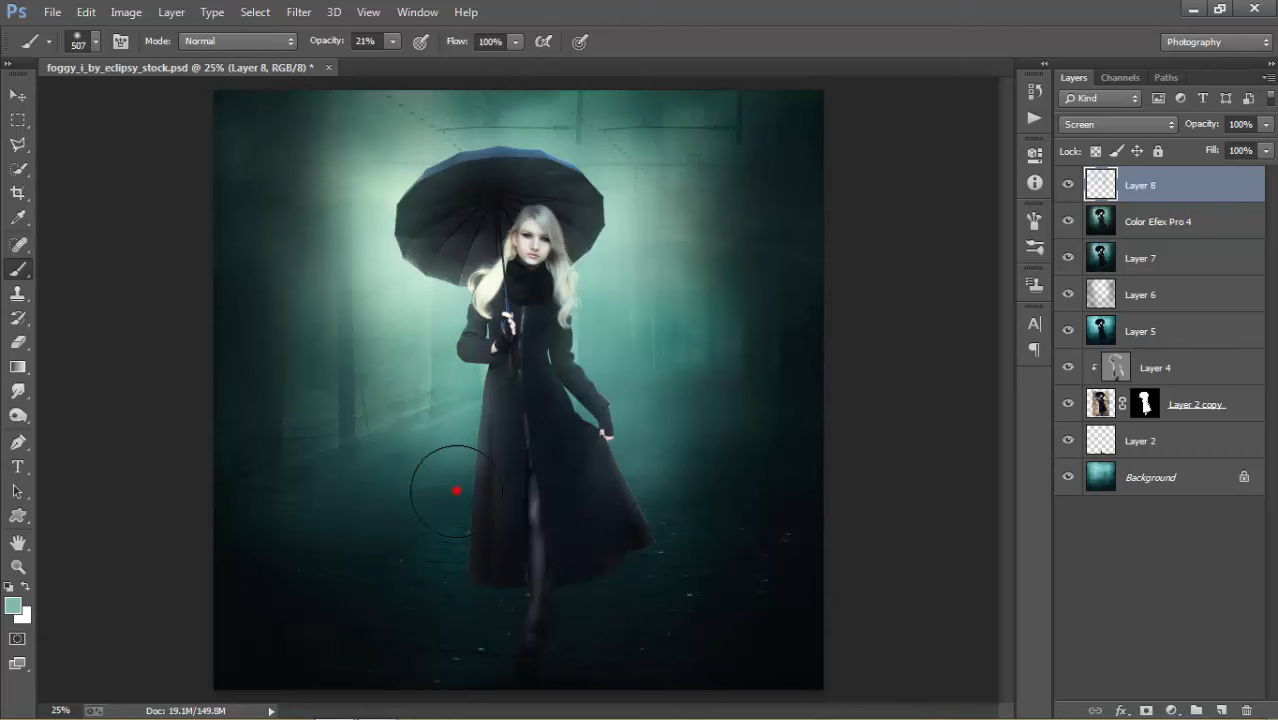 Ps File Edit Image Layer Type Select Filter 3D View Window Help
507 Mode: Normal Opacity: 21% Flow: 100% Photography
foggy_i_by_eclipsy_stock.psd @ 25% (Layer 8, RGB/8) * ×
Layers Channels Paths
Kind
Screen Opacity: 100%
Lock: Fill: 100%
Layer 8
Color Efex Pro 4
Layer 7
Layer 6
Layer 5
Layer 4
Layer 2 copy
Layer 2
Background
25% Doc: 19.1M/149.8M